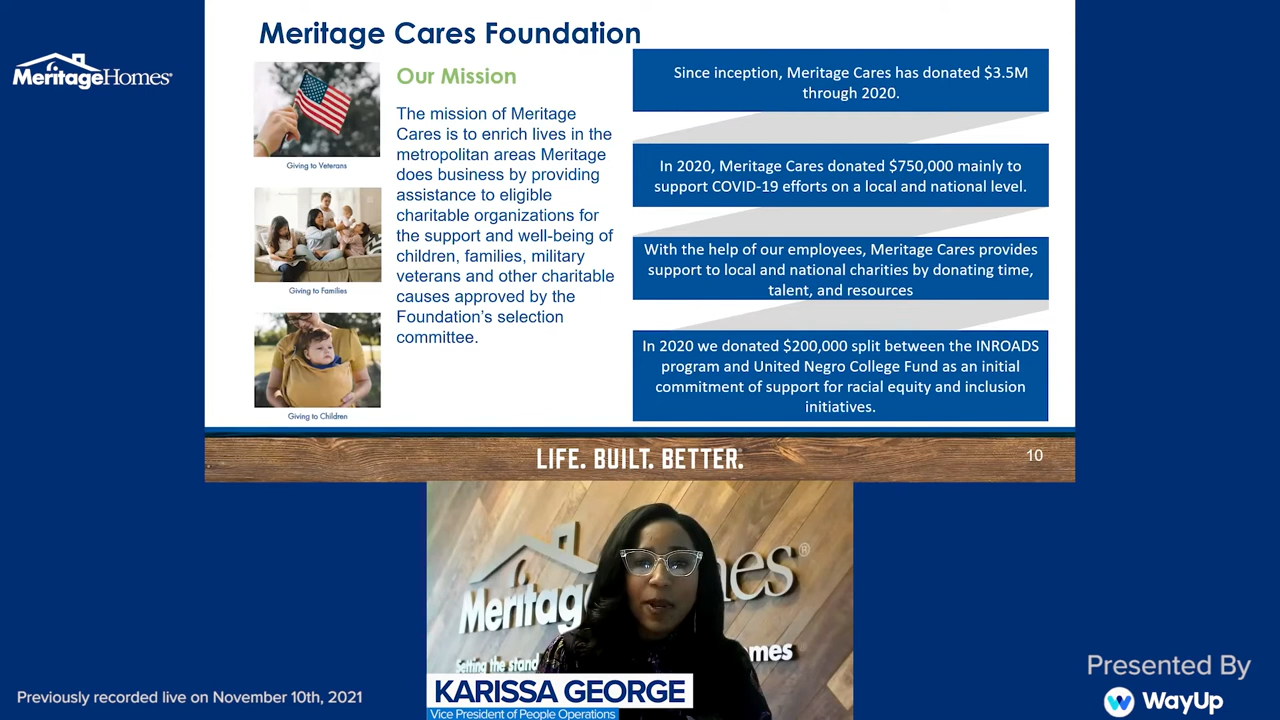 Meritage Cares Foundation
MeritageHomes®
Our Mission
The mission of Meritage
Cares is to enrich lives in the
metropolitan areas Meritage
does business by providing
assistance to eligible
charitable organizations for
the support and well-being of
children, families, military
veterans and other charitable
causes approved by the
Foundation's selection
committee.
Giving to Veterans
Giving to Families
Giving to Children
Since inception, Meritage Cares has donated $3.5M
through 2020.
In 2020, Meritage Cares donated $750,000 mainly to
support COVID-19 efforts on a local and national level.
With the help of our employees, Meritage Cares provides
support to local and national charities by donating time,
talent, and resources
In 2020 we donated $200,000 split between the INROADS
program and United Negro College Fund as an initial
commitment of support for racial equity and inclusion
initiatives.
LIFE. BUILT. BETTER.
10
Meritag mes®
Setting the stand omes
KARISSA GEORGE
Vice President of People Operations
Previously recorded live on November 10th, 2021
Presented By
WayUp